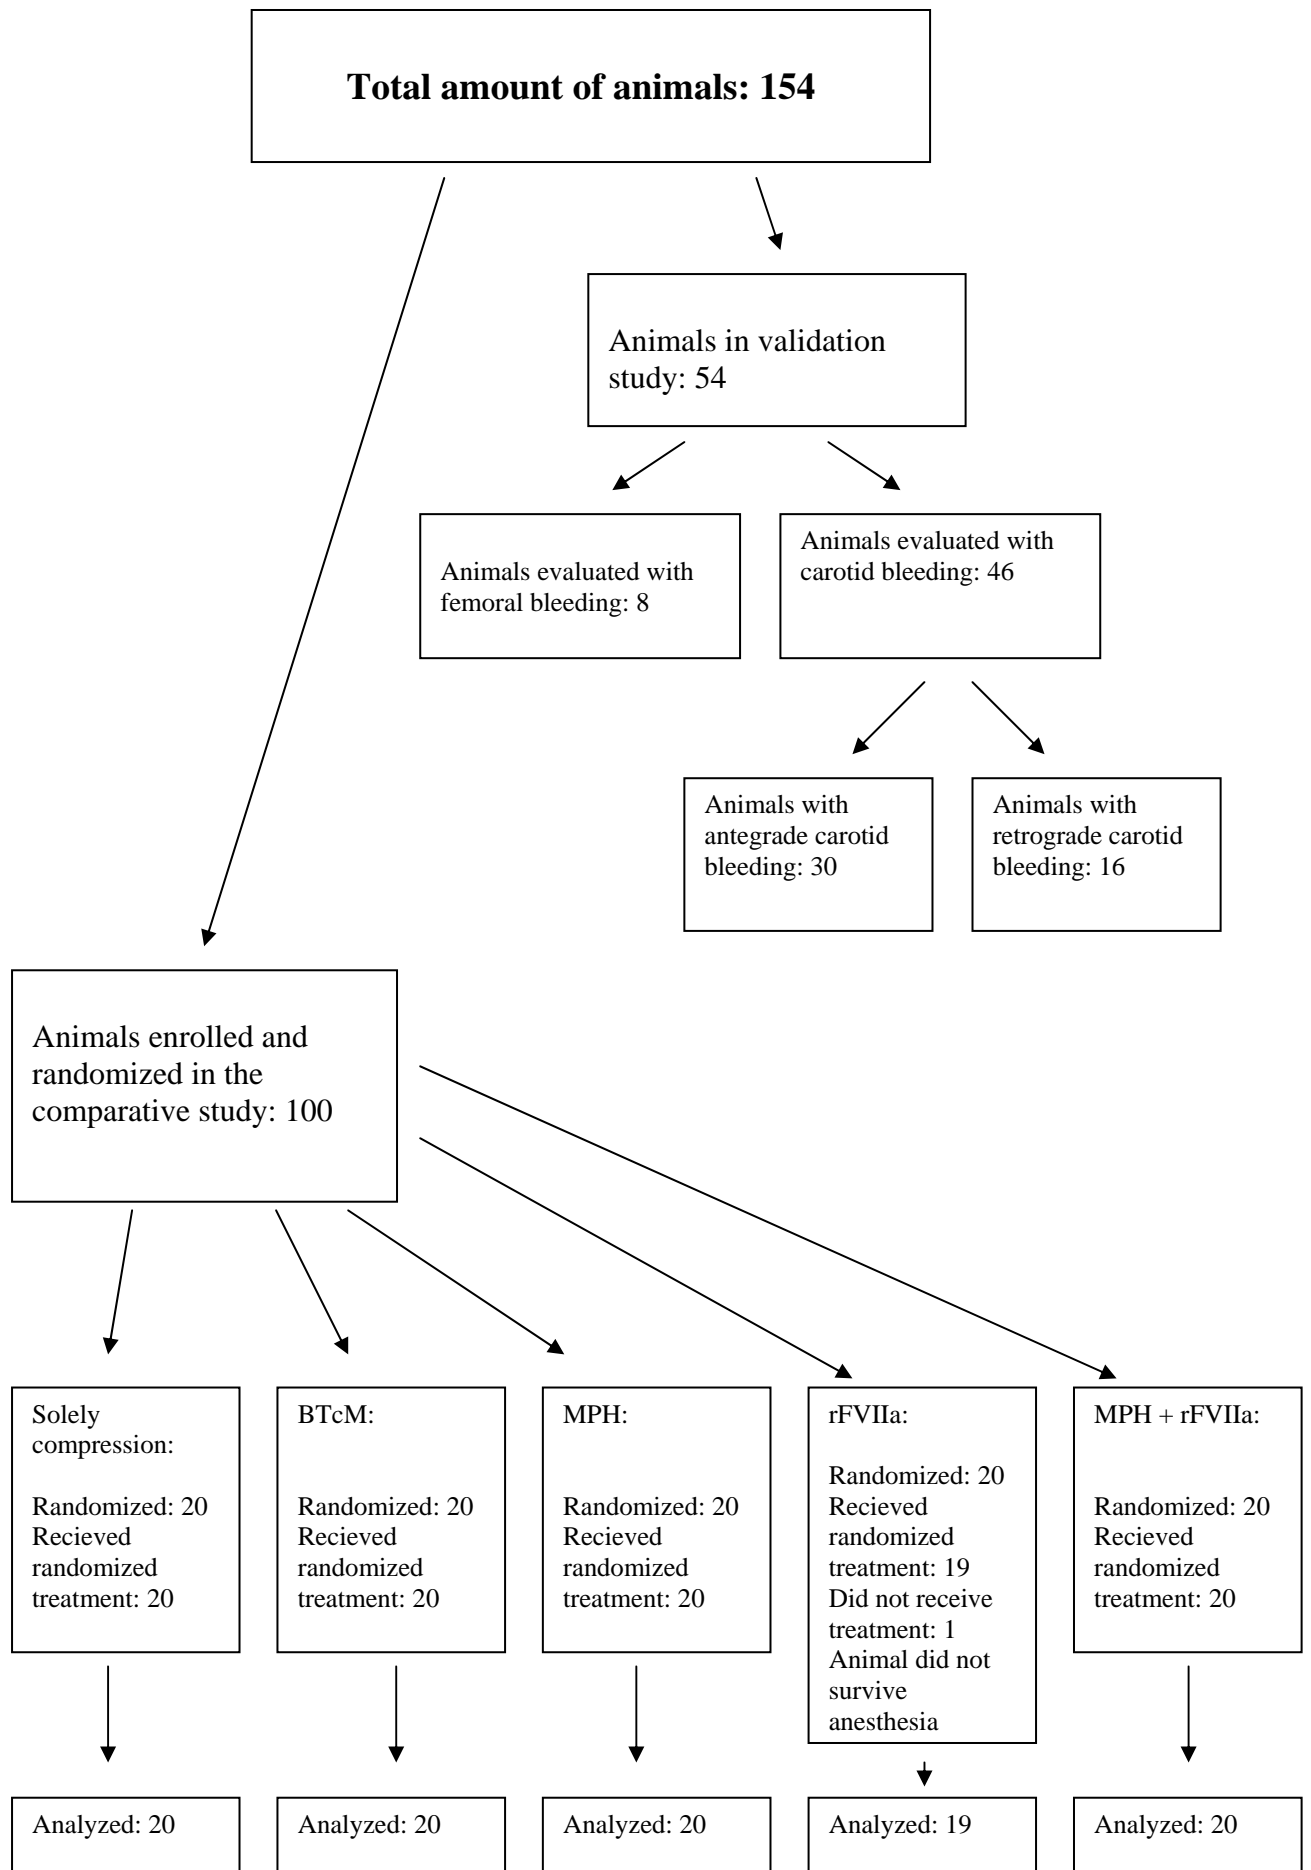 Total amount of animals: 154
Animals in validation
study: 54
Animals evaluated with
femoral bleeding: 8
Animals evaluated with
carotid bleeding: 46
Animals with
antegrade carotid
bleeding: 30
Animals with
retrograde carotid
bleeding: 16
Animals enrolled and
randomized in the
comparative study: 100
Solely
compression:
Randomized: 20
Recieved
randomized
treatment: 20
BTcM:
Randomized: 20
Recieved
randomized
treatment: 20
MPH:
Randomized: 20
Recieved
randomized
treatment: 20
rFVIIa:
Randomized: 20
Recieved
randomized
treatment: 19
Did not receive
treatment: 1
Animal did not
survive
anesthesia
MPH + rFVIIa:
Randomized: 20
Recieved
randomized
treatment: 20
Analyzed: 20
Analyzed: 20
Analyzed: 20
Analyzed: 19
Analyzed: 20